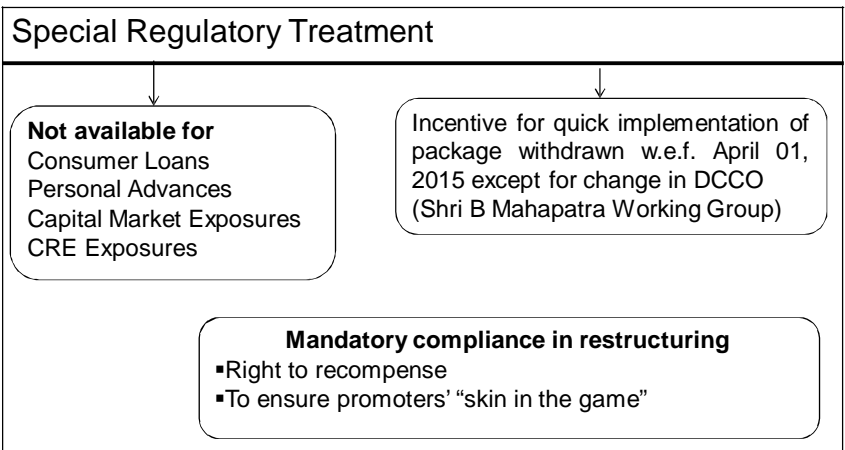 Special Regulatory Treatment
Not available for
Consumer Loans
Personal Advances
Capital Market Exposures
CRE Exposures
Incentive for quick implementation of
package withdrawn w.e.f. April 01,
2015 except for change in DCCO
(Shri B Mahapatra Working Group)
Mandatory compliance in restructuring
▪Right to recompense
▪To ensure promoters’ “skin in the game”